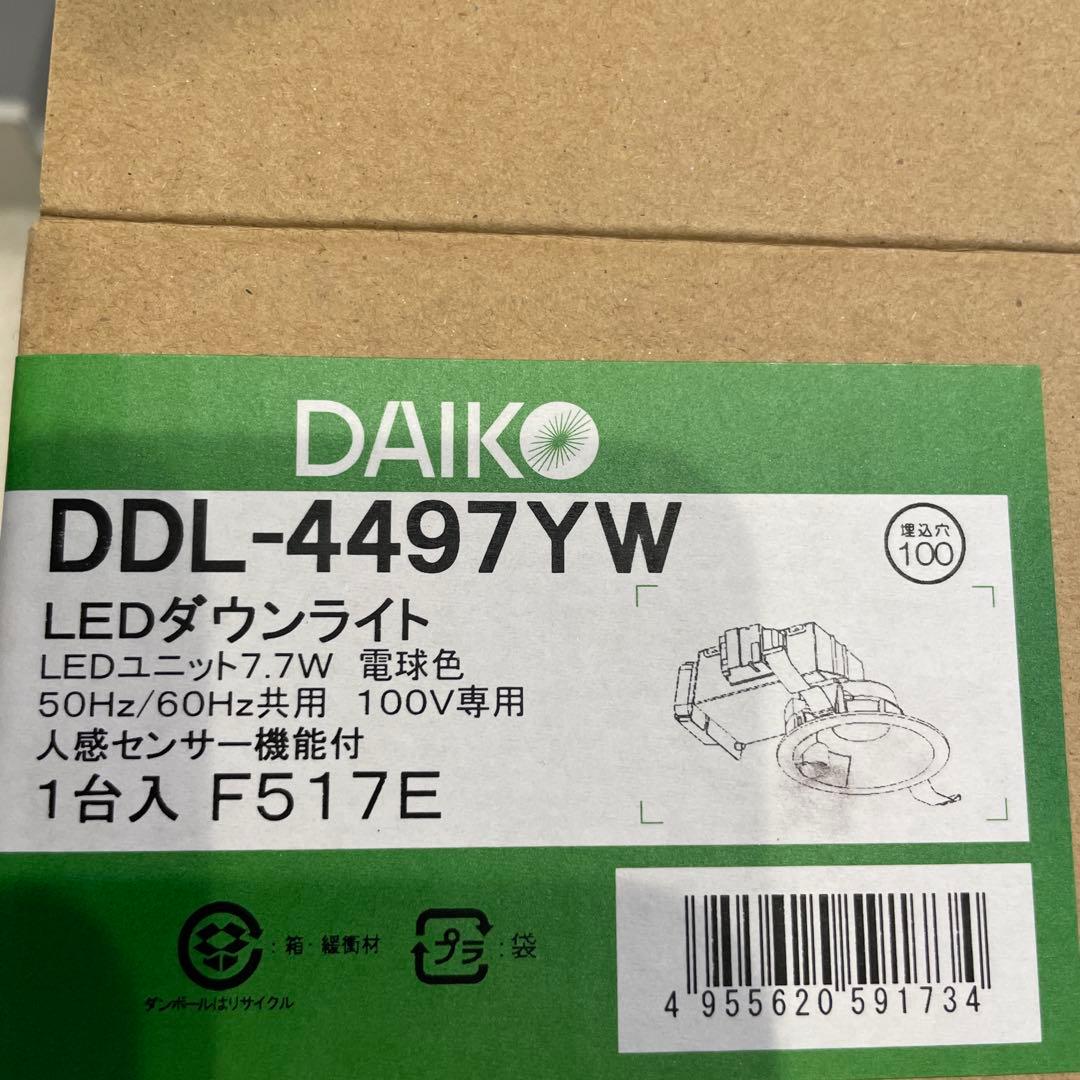 DAIKO
DDL-4497YW
埋込穴
100
LEDダウンライト
LEDユニット7.7W 電球色
50Hz/60Hz共用 100V専用
人感センサー機能付
1台入 F517E
:箱・緩衝材
プラ :袋
ダンボールはリサイクル
4 955620 591734